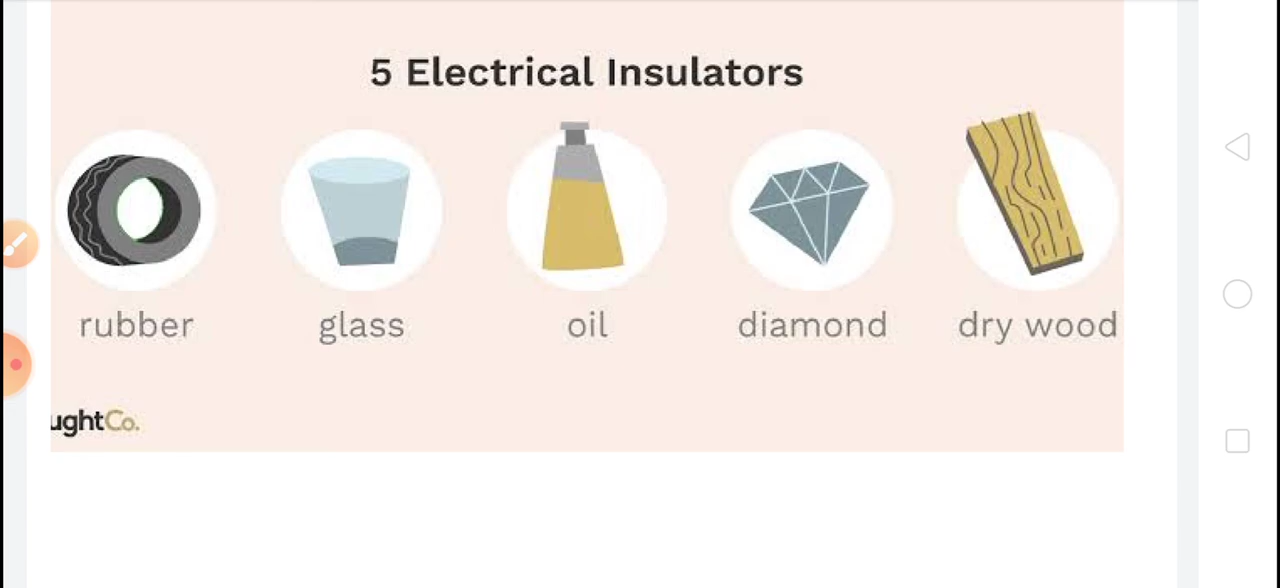 5 Electrical Insulators
rubber
glass
oil
diamond
dry wood
ughtCo.